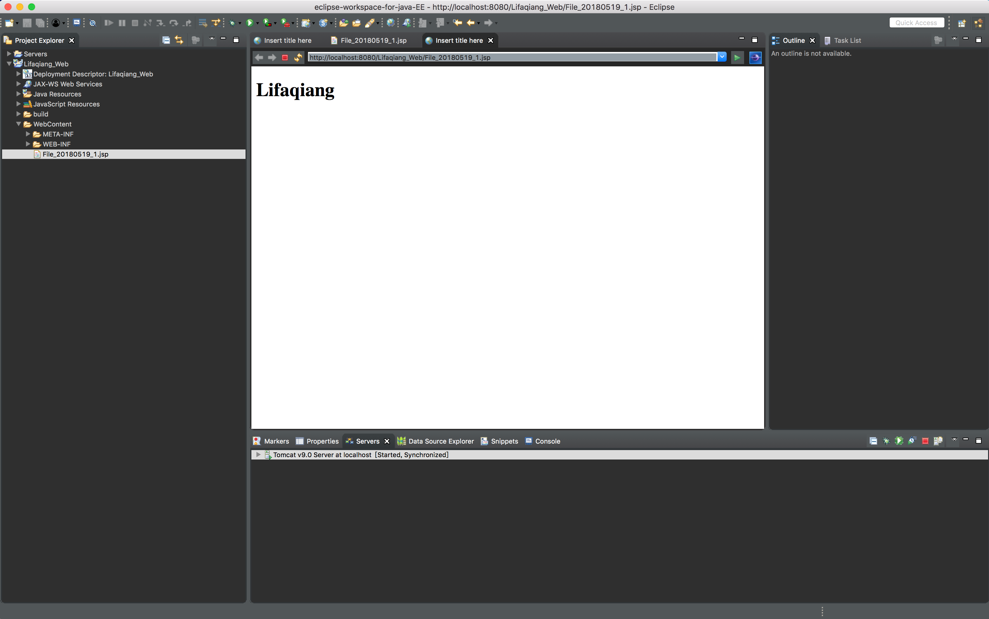 eclipse-workspace-for-java-EE - http://localhost:8080/Lifaqiang_Web/File_20180519_1.jsp - Eclipse
Quick Access
Project Explorer
Servers
Lifaqiang_Web
Deployment Descriptor: Lifaqiang_Web
JAX-WS Web Services
Java Resources
JavaScript Resources
build
WebContent
META-INF
WEB-INF
File_20180519_1.jsp
Insert title here
File_20180519_1.jsp
Insert title here
http://localhost:8080/Lifaqiang_Web/File_20180519_1.jsp
Lifaqiang
Outline
Task List
An outline is not available.
Markers
Properties
Servers
Data Source Explorer
Snippets
Console
Tomcat v9.0 Server at localhost [Started, Synchronized]